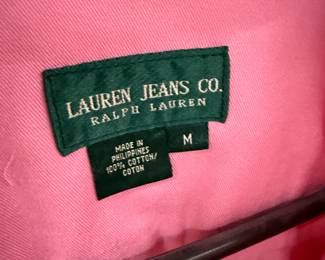 LAUREN JEANS CO.
RALPH LAUREN
MADE IN
PHILIPPINES
100% COTTON/
COTON
M